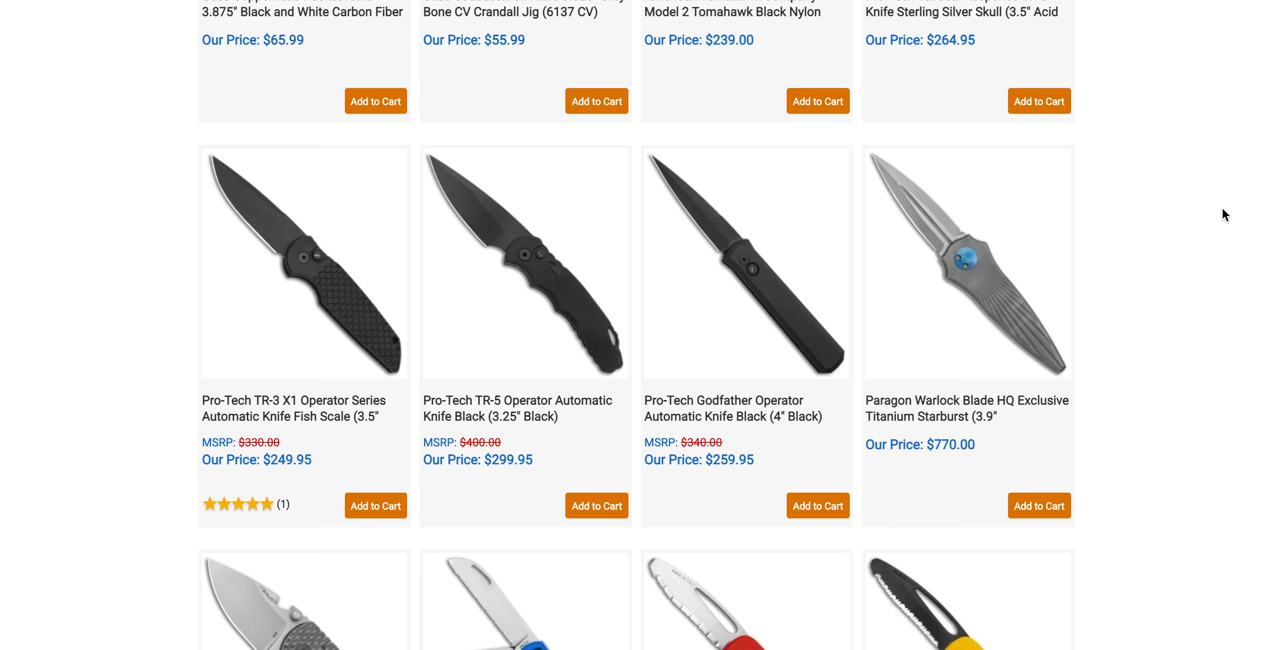 3.875" Black and White Carbon Fiber
Bone CV Crandall Jig (6137 CV)
Model 2 Tomahawk Black Nylon
Knife Sterling Silver Skull (3.5" Acid
Our Price: $65.99
Our Price: $55.99
Our Price: $239.00
Our Price: $264.95
Add to Cart
Add to Cart
Add to Cart
Add to Cart
Pro-Tech TR-3 X1 Operator Series
Automatic Knife Fish Scale (3.5"
MSRP: $330.00
Our Price: $249.95
(1)
Add to Cart
Pro-Tech TR-5 Operator Automatic
Knife Black (3.25" Black)
MSRP: $400.00
Our Price: $299.95
Add to Cart
Pro-Tech Godfather Operator
Automatic Knife Black (4" Black)
MSRP: $340.00
Our Price: $259.95
Add to Cart
Paragon Warlock Blade HQ Exclusive
Titanium Starburst (3.9"
Our Price: $770.00
Add to Cart